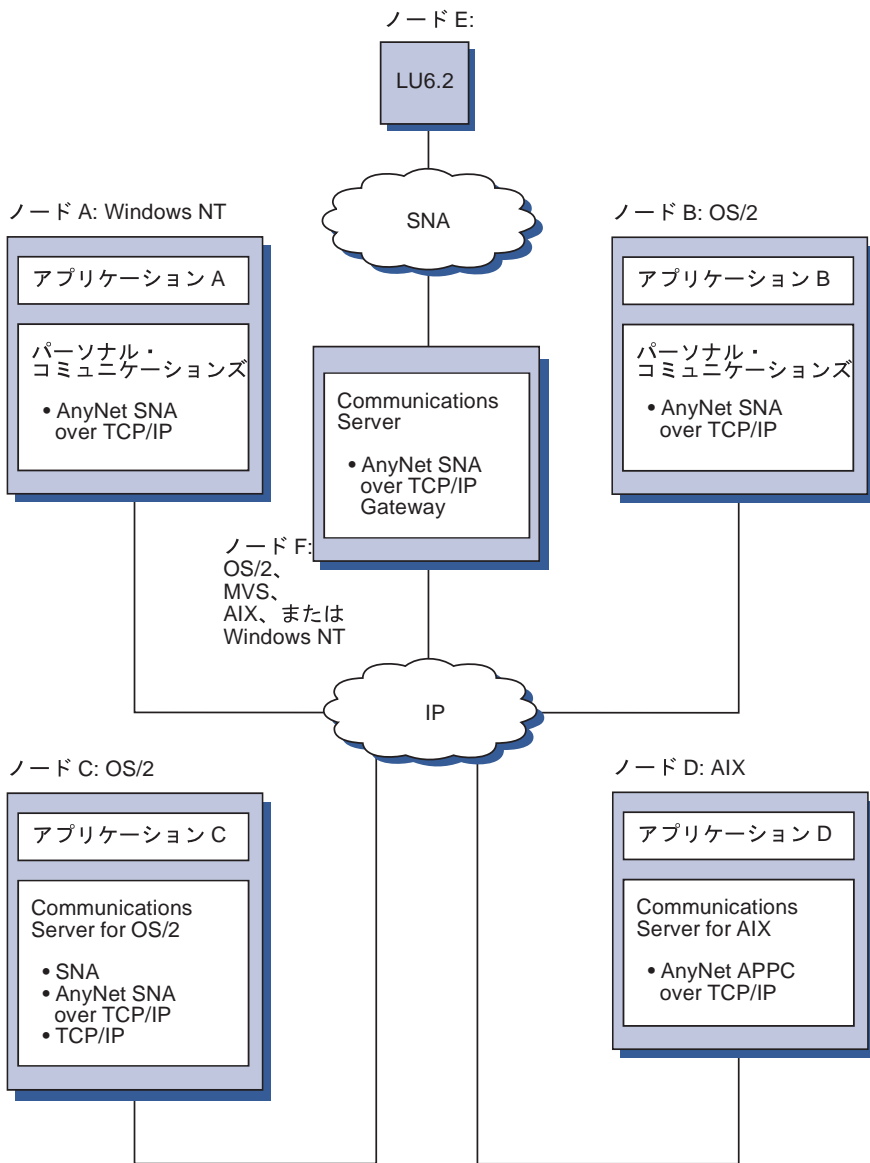 ノード E:
LU6.2
SNA
ノード A: Windows NT
アプリケーション A
パーソナル・
コミュニケーションズ
• AnyNet SNA
over TCP/IP
ノード B: OS/2
アプリケーション B
パーソナル・
コミュニケーションズ
• AnyNet SNA
over TCP/IP
Communications
Server
• AnyNet SNA
over TCP/IP
Gateway
ノード F:
OS/2、
MVS、
AIX、または
Windows NT
IP
ノード C: OS/2
アプリケーション C
Communications
Server for OS/2
• SNA
• AnyNet SNA
over TCP/IP
• TCP/IP
ノード D: AIX
アプリケーション D
Communications
Server for AIX
• AnyNet APPC
over TCP/IP